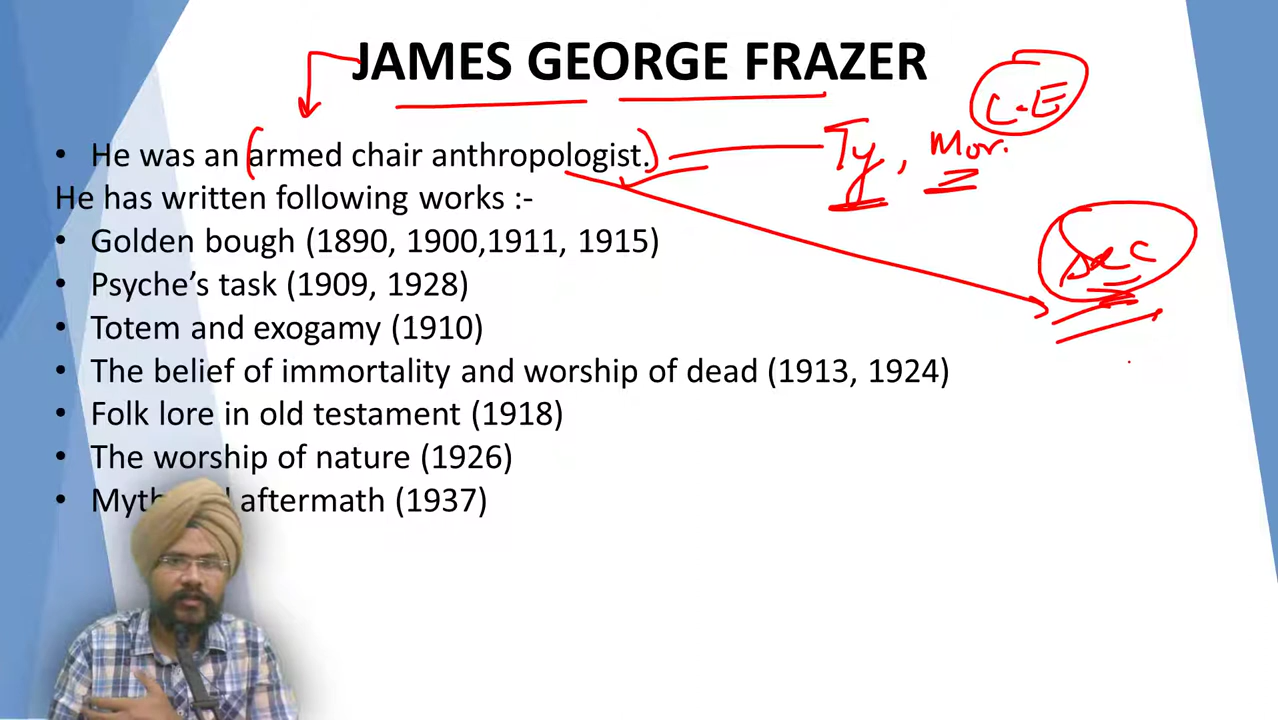 JAMES GEORGE FRAZER
C-E
• He was an (armed chair anthropologist.) Ty, Mor.
He has written following works :-
• Golden bough (1890, 1900,1911, 1915)
Sec
• Psyche’s task (1909, 1928)
• Totem and exogamy (1910)
• The belief of immortality and worship of dead (1913, 1924)
• Folk lore in old testament (1918)
• The worship of nature (1926)
• Myth aftermath (1937)